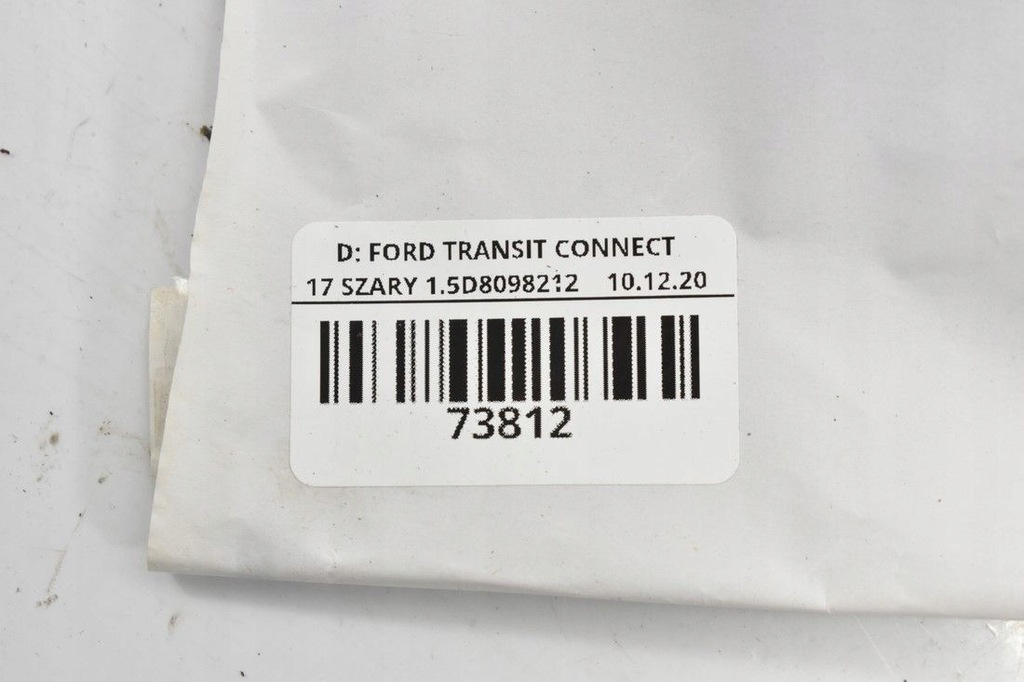 D: FORD TRANSIT CONNECT
17 SZARY 1.5D8098212 10.12.20
73812